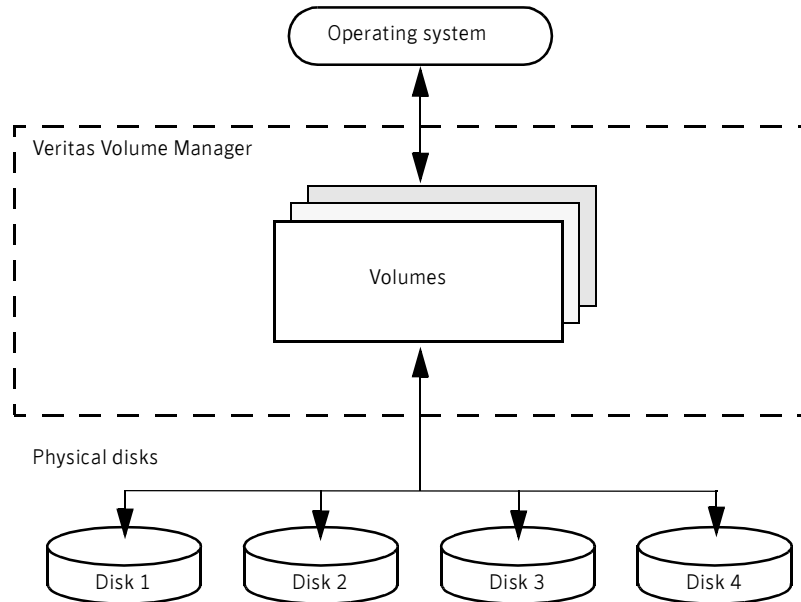 Operating system
Veritas Volume Manager
Volumes
Physical disks
Disk 1
Disk 2
Disk 3
Disk 4